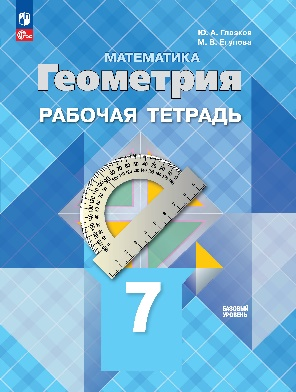 Ю. А. Глазков
М. В. Егупова
МАТЕМАТИКА
Геометрия
РАБОЧАЯ ТЕТРАДЬ
7
БАЗОВЫЙ
УРОВЕНЬ